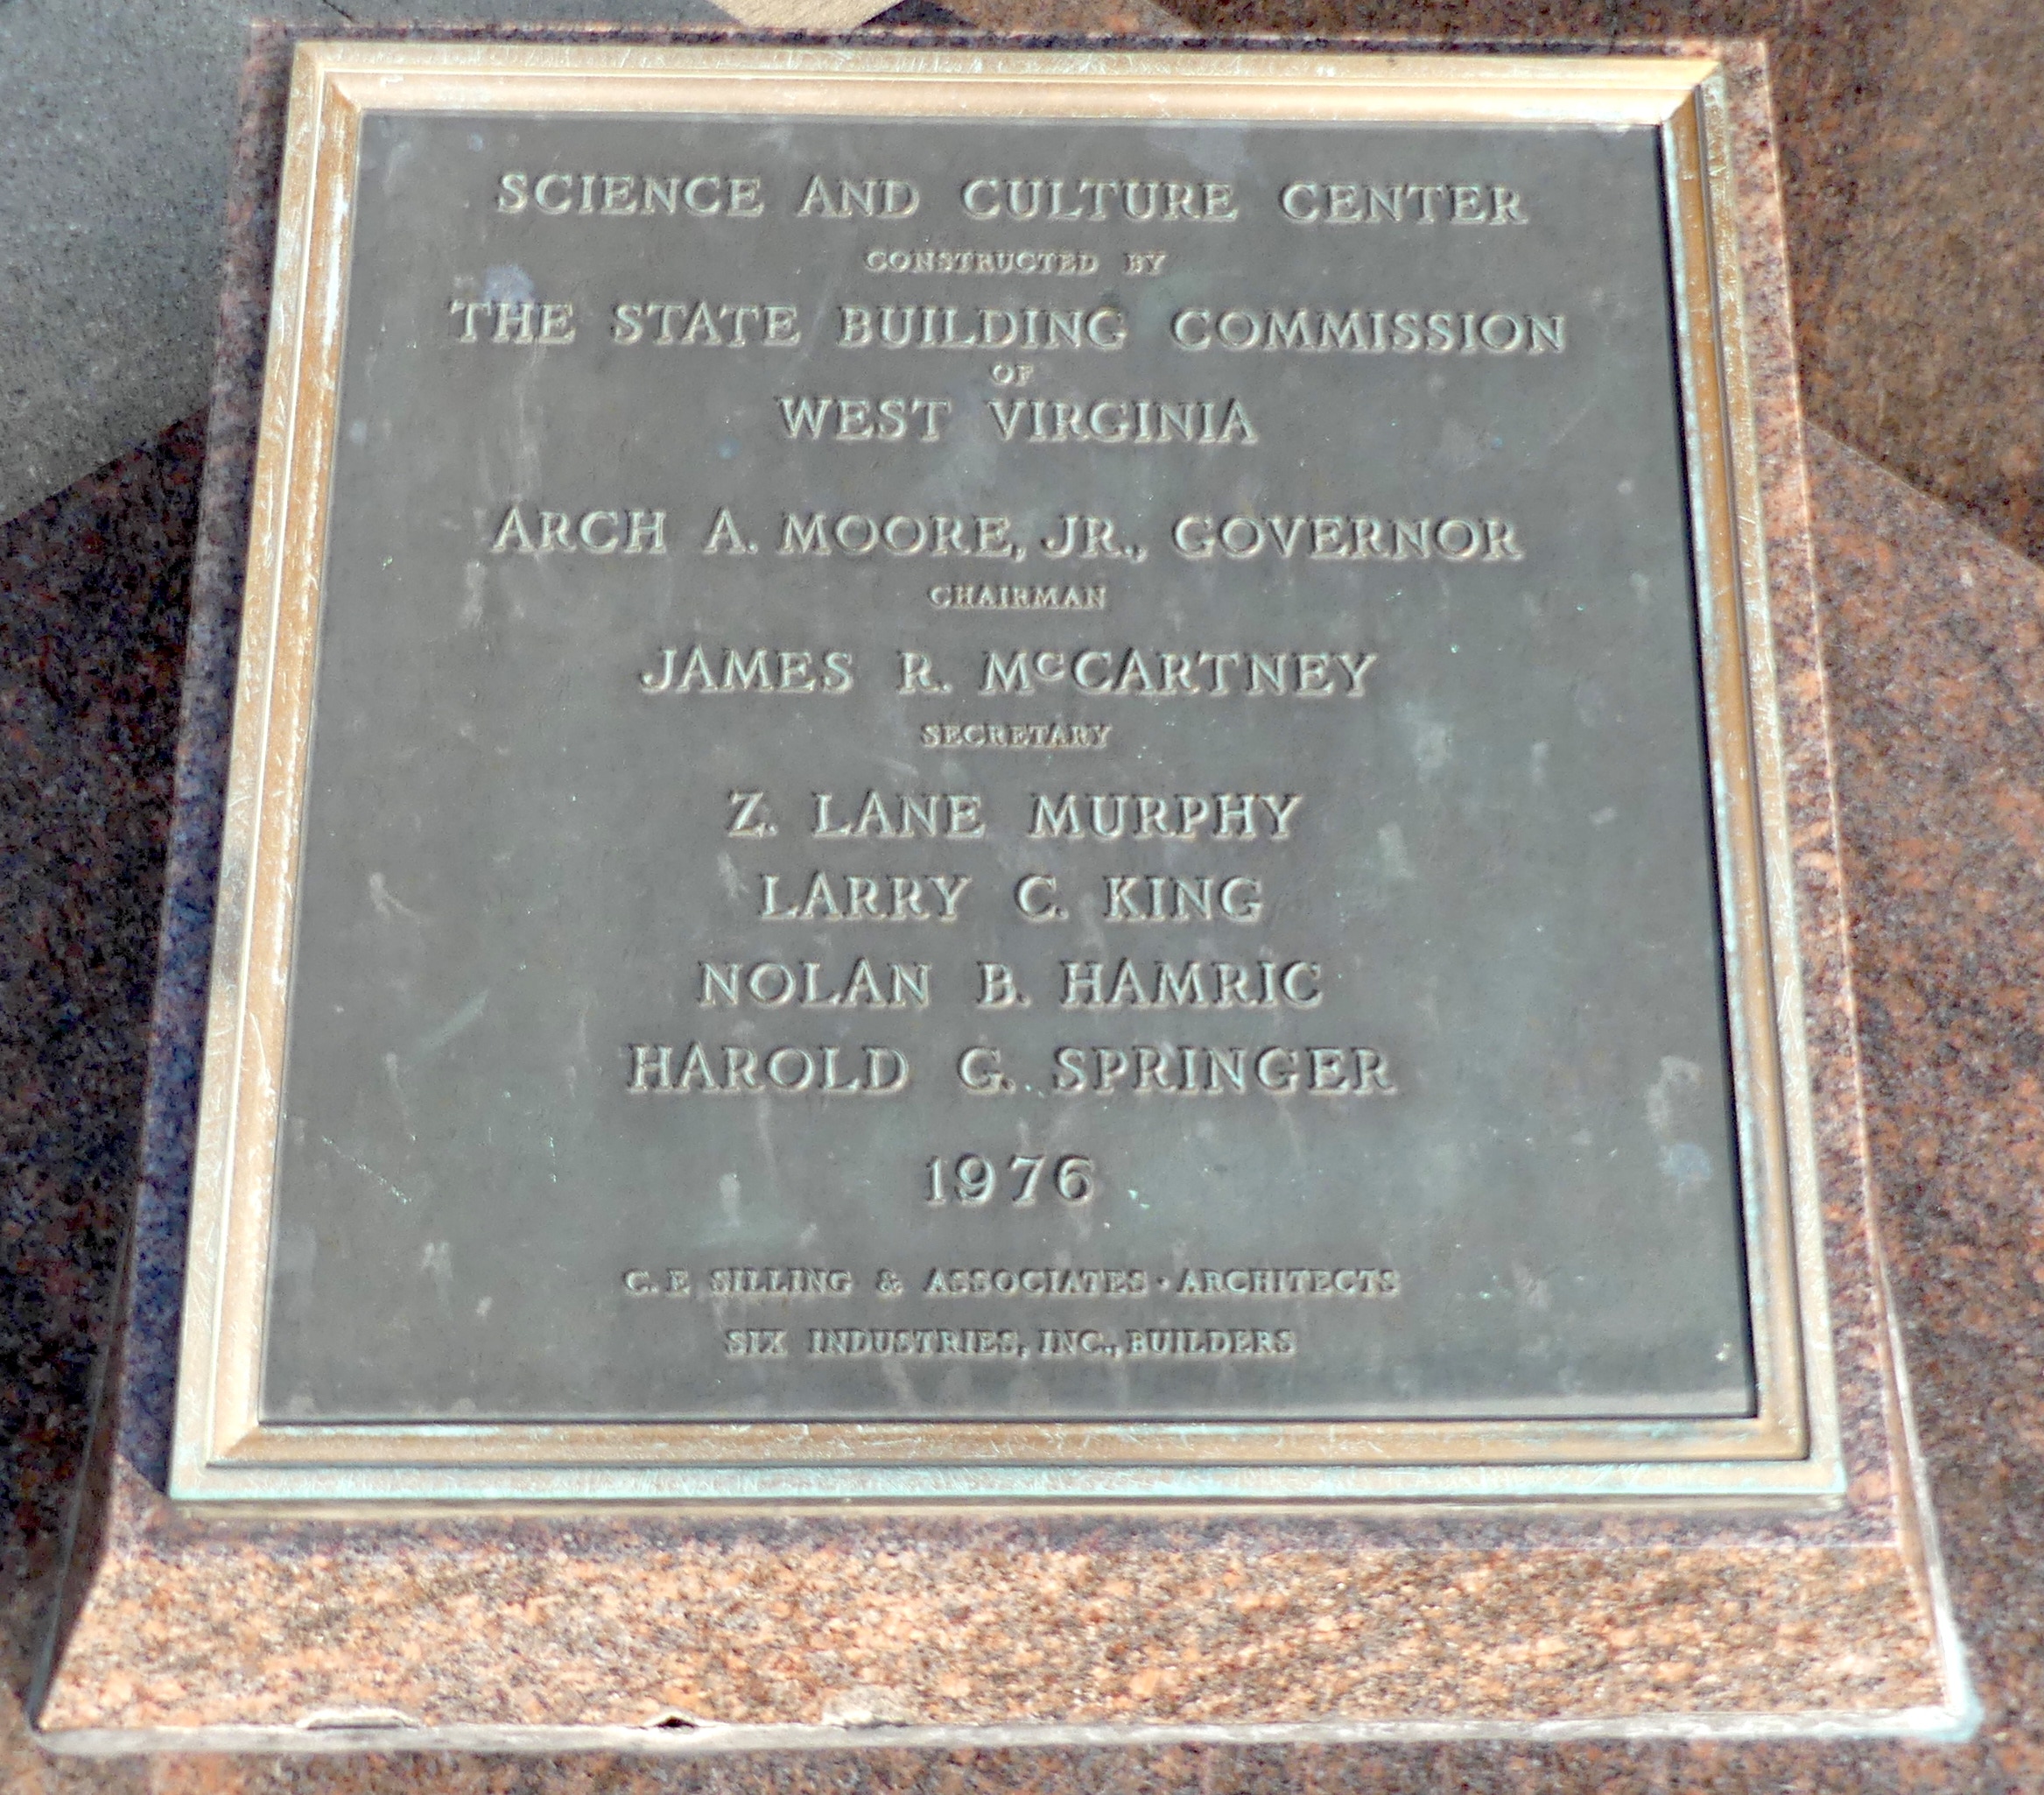 SCIENCE AND CULTURE CENTER
CONSTRUCTED BY
THE STATE BUILDING COMMISSION
OF
WEST VIRGINIA
ARCH A. MOORE, JR., GOVERNOR
CHAIRMAN
JAMES R. McCARTNEY
SECRETARY
Z. LANE MURPHY
LARRY C. KING
NOLAN B. HAMRIC
HAROLD G. SPRINGER
1976
C. E SILLING & ASSOCIATES · ARCHITECTS
SIX INDUSTRIES, INC., BUILDERS